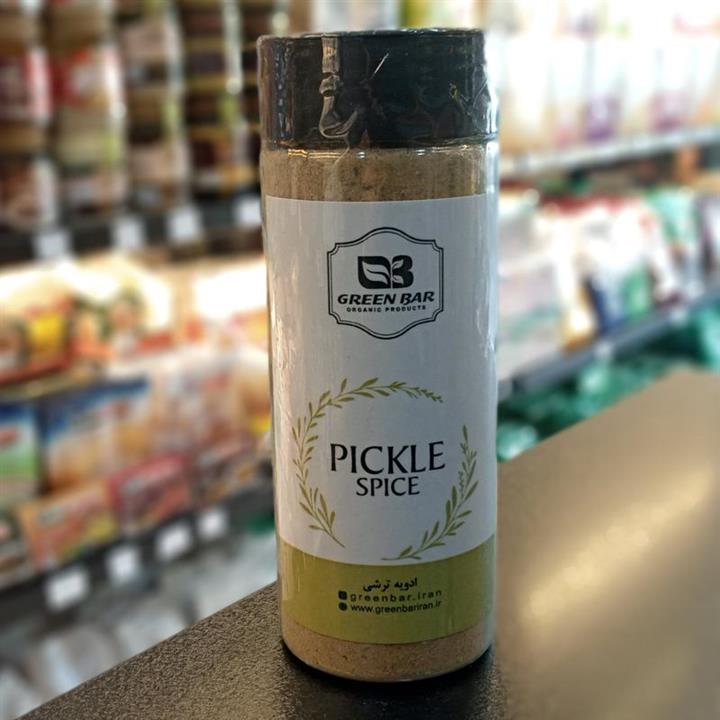 GREEN BAR
ORGANIC PRODUCTS
PICKLE
SPICE
ادویه ترشی
greenbar.iran
www.greenbariran.ir